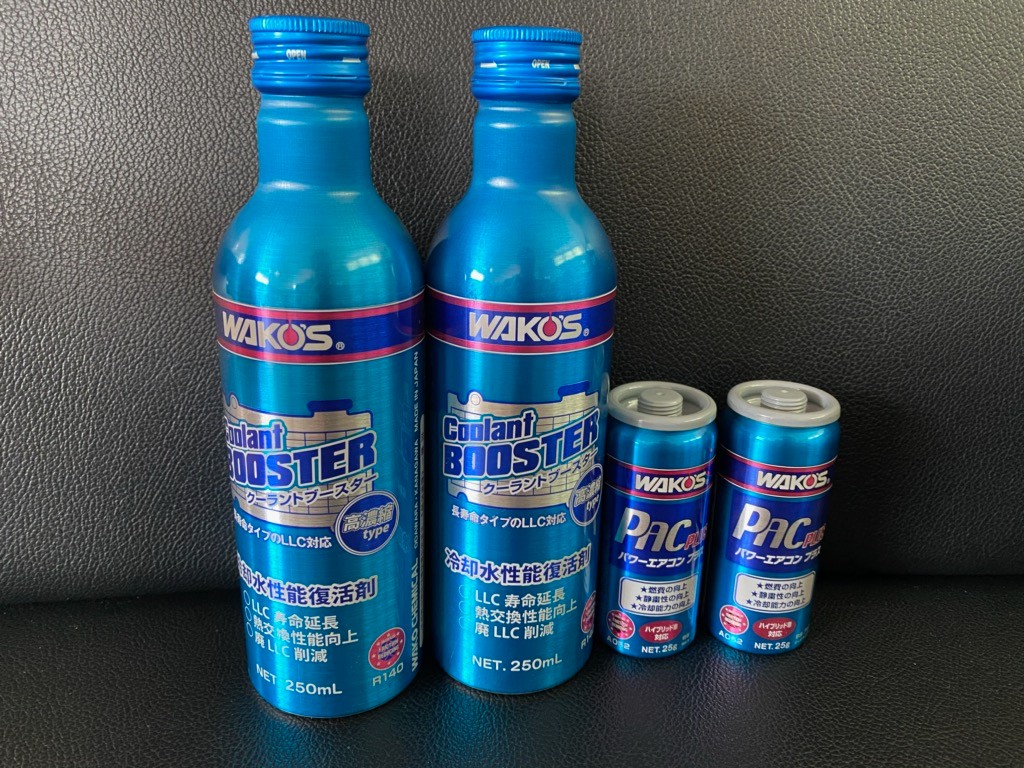 OPEN
WAKO'S®
Coolant
BOOSTER
クーラントブースター
長寿命タイプのLLC対応
高濃縮
type
冷却水性能復活剤
LLC 寿命延長
熱交換性能向上
廃 LLC 削減
NET 250mL
R140
MADE IN JAPAN
OPEN
WAKO'S®
Coolant
BOOSTER
クーラントブースター
長寿命タイプのLLC対応
高濃縮
type
冷却水性能復活剤
LLC 寿命延長
熱交換性能向上
廃 LLC 削減
NET. 250mL
WAKO'S
PAC PLUS
パワーエアコン プラス
★燃費の向上
★静粛性の向上
★冷却能力の向上
ハイブリッド車
対応
A052
NET. 25g
WAKO'S
PAC PLUS
パワーエアコン プラス
★燃費の向上
★静粛性の向上
★冷却能力の向上
ハイブリッド車
対応
A052
NET. 25g